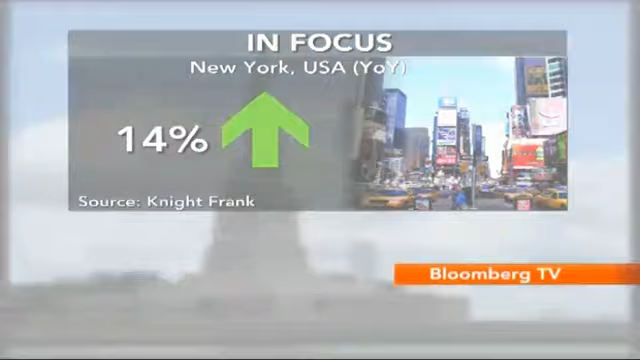 IN FOCUS
New York, USA (YoY)
14%
Source: Knight Frank
Bloomberg TV